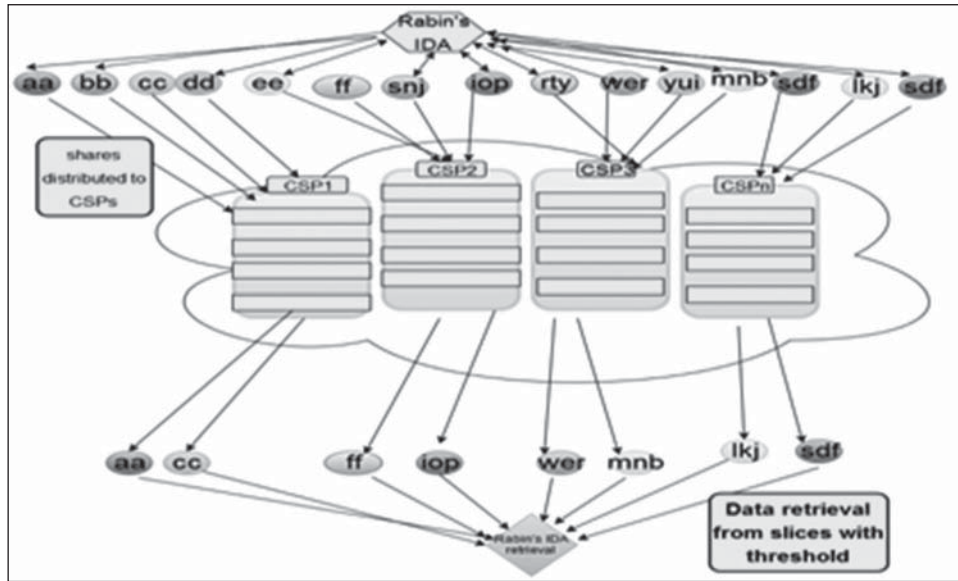 Rabin's
IDA
aa bb cc dd ee ff snj iop rty wer yui mnb sdf lkj sdf
shares
distributed to
CSPs
CSP1 CSP2 CSP3 CSPn
aa cc ff iop wer mnb lkj sdf
Rabin's IDA
retrieval
Data retrieval
from slices with
threshold